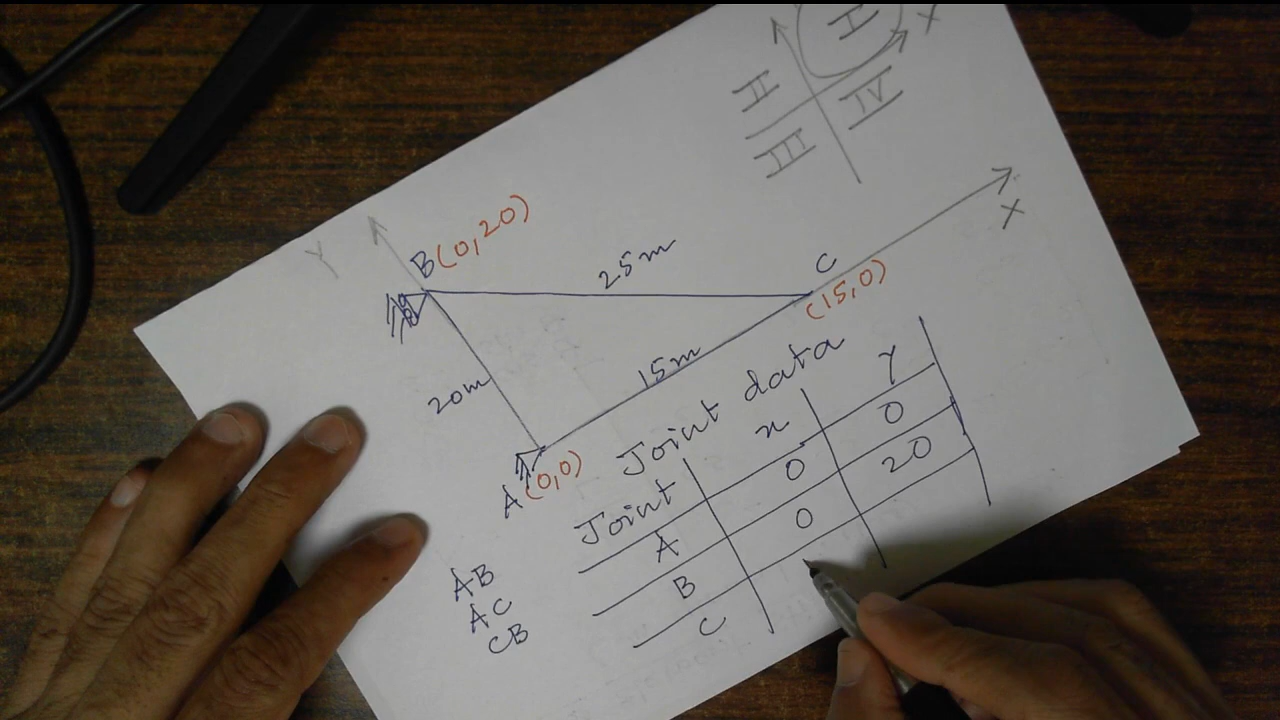 II
H
X
III
IV
Y
B(0,20)
25m
C
(15,0)
X
20m
15m
A(0,0)
Joint data
Joint x Y
A 0 0
B 0 20
C
AB
AC
CB